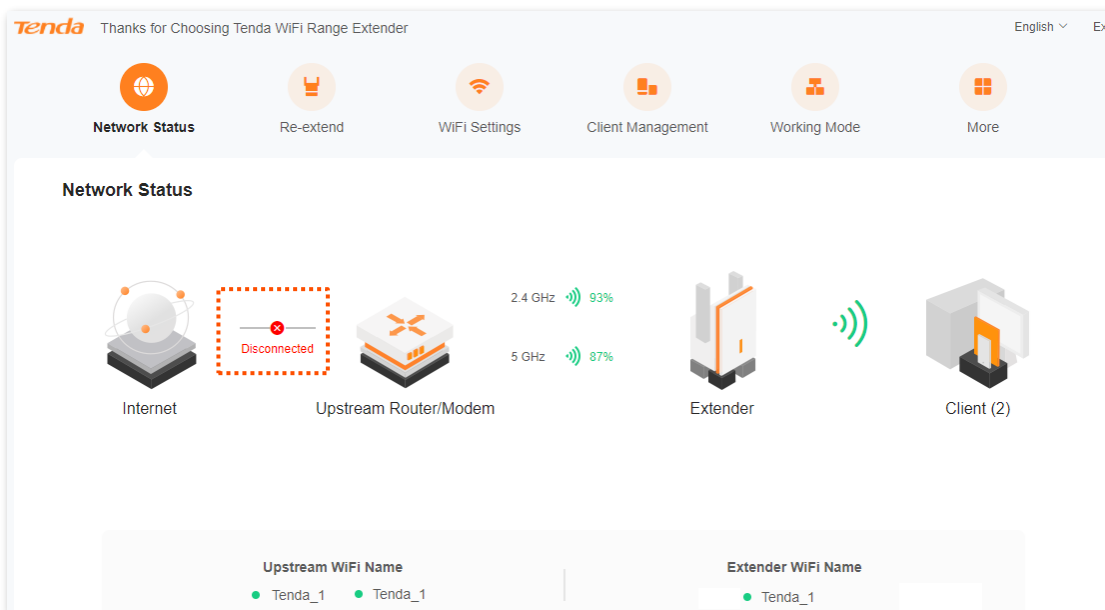 Tenda Thanks for Choosing Tenda WiFi Range Extender English Ex
Network Status Re-extend WiFi Settings Client Management Working Mode More
Network Status
2.4 GHz 93%
Disconnected
5 GHz 87%
Internet Upstream Router/Modem Extender Client (2)
Upstream WiFi Name Extender WiFi Name
Tenda_1 Tenda_1 Tenda_1